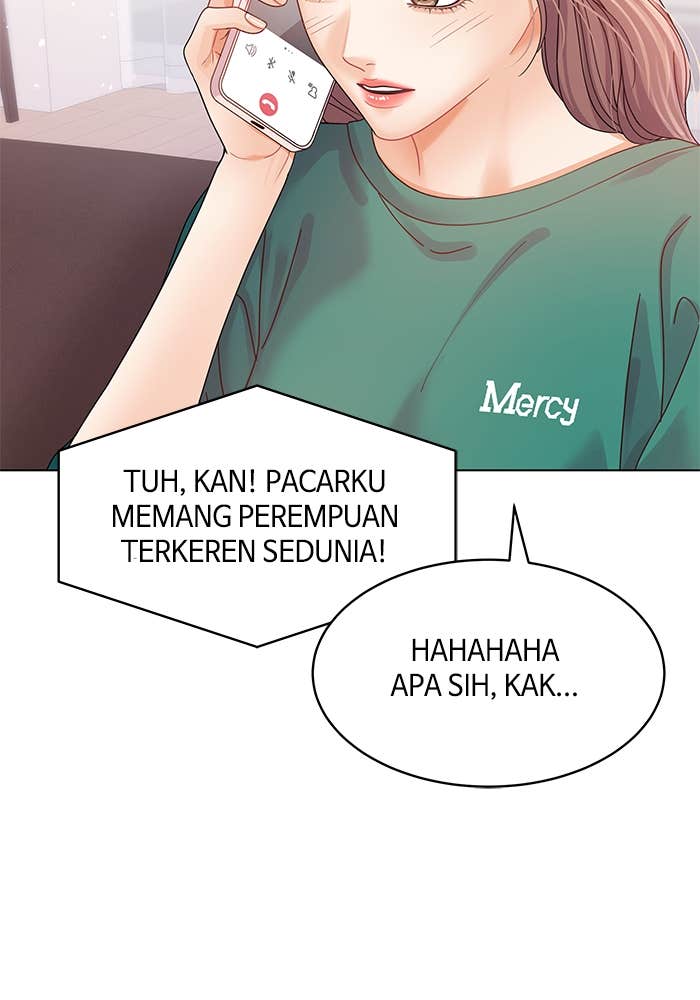 Mercy
TUH, KAN! PACARKU
MEMANG PEREMPUAN
TERKEREN SEDUNIA!
HAHAHAHA
APA SIH, KAK...